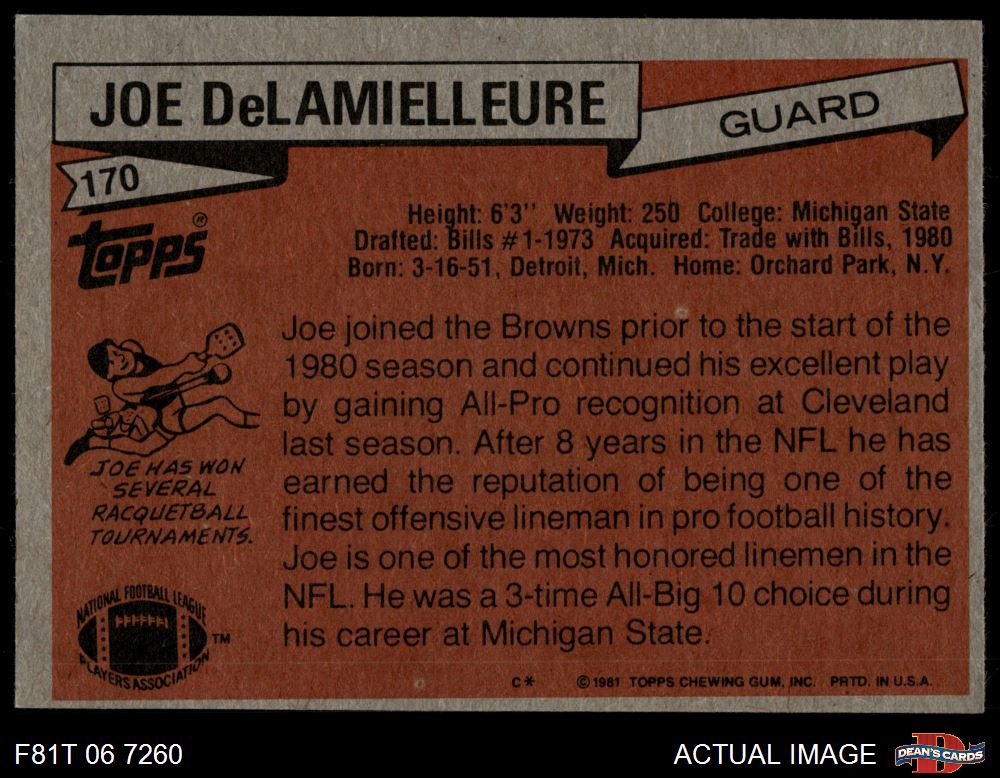 JOE DeLAMIELLEURE
GUARD
170
TOPPS®
Height: 6'3" Weight: 250 College: Michigan State
Drafted: Bills #1-1973 Acquired: Trade with Bills, 1980
Born: 3-16-51, Detroit, Mich. Home: Orchard Park, N.Y.
Joe joined the Browns prior to the start of the
1980 season and continued his excellent play
by gaining All-Pro recognition at Cleveland
last season. After 8 years in the NFL he has
earned the reputation of being one of the
finest offensive lineman in pro football history.
Joe is one of the most honored linemen in the
NFL. He was a 3-time All-Big 10 choice during
his career at Michigan State.
JOE HAS WON
SEVERAL
RACQUETBALL
TOURNAMENTS.
NATIONAL FOOTBALL LEAGUE
PLAYERS ASSOCIATION
TM
C* ©1981 TOPPS CHEWING GUM, INC. PRTD. IN U.S.A.
F81T 06 7260
ACTUAL IMAGE
D
DEAN'S CARDS